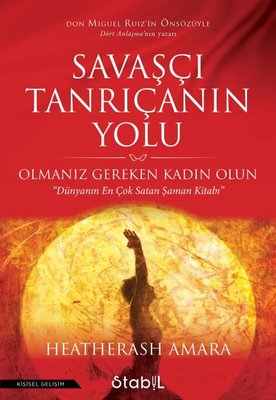 DON MIGUEL RUIZ'İN ÖNSÖZÜYLE
Dört Anlaşma'nın yazarı
SAVAŞÇI
TANRIÇANIN
YOLU
OLMANIZ GEREKEN KADIN OLUN
"Dünyanın En Çok Satan Şaman Kitabı"
HEATHERASH AMARA
KİŞİSEL GELİŞİM
StabiL